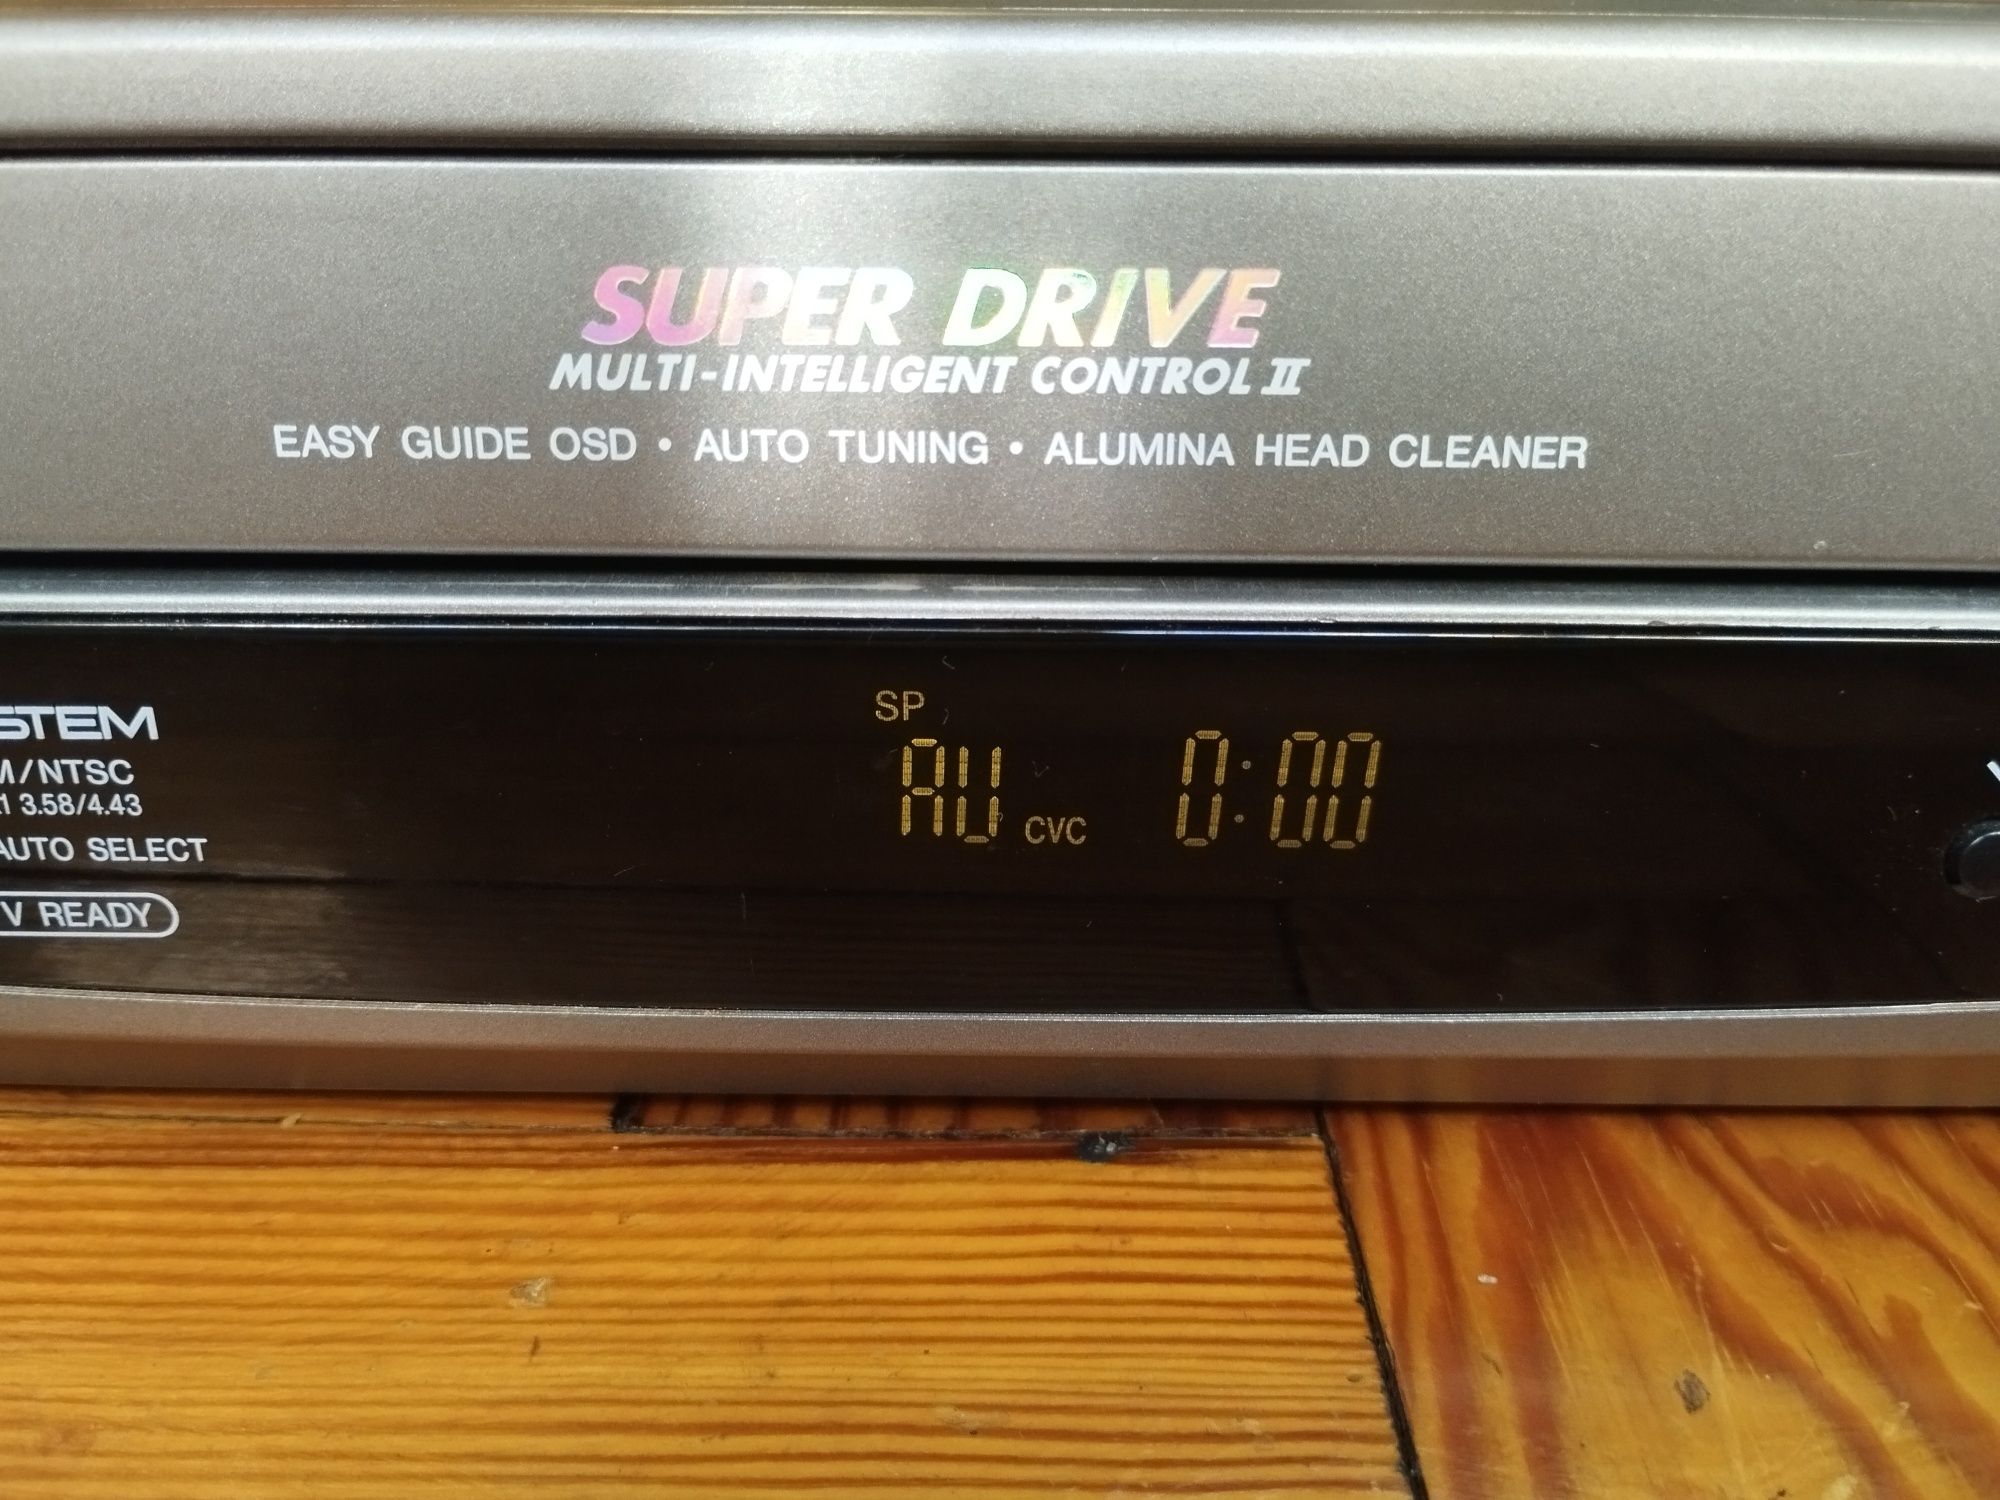 SUPER DRIVE
MULTI-INTELLIGENT CONTROL II
EASY GUIDE OSD • AUTO TUNING • ALUMINA HEAD CLEANER
STEM
M/NTSC
1 3.58/4.43
AUTO SELECT
V READY
SP
AU CVC 0:00